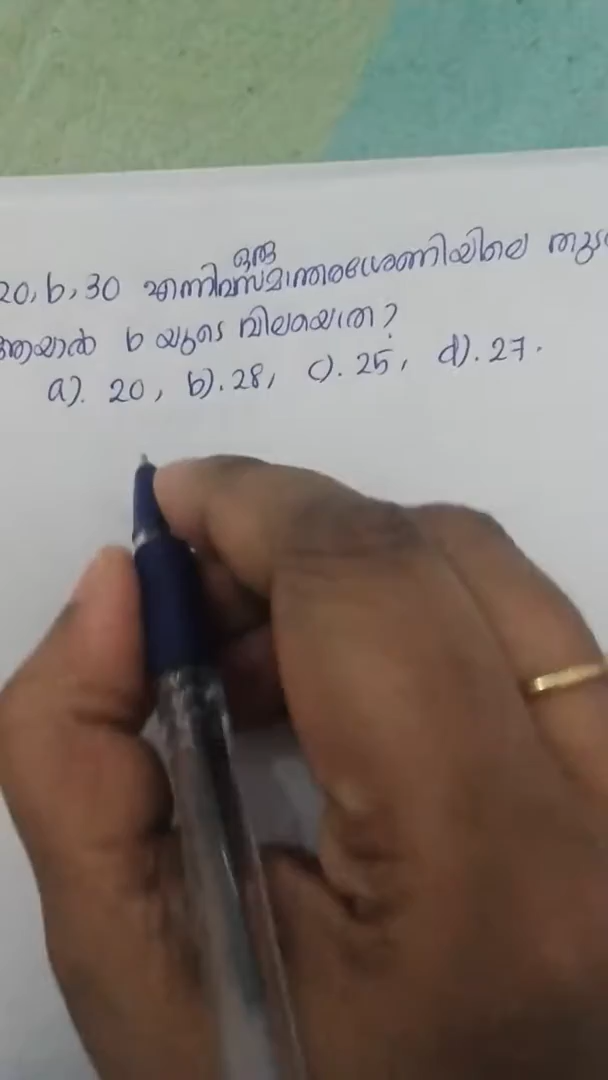 20, b, 30 എന്നിവ ഒരു സമാന്തരശ്രേണിയിലെ
ആയാൽ b യുടെ വിലയെത്ര?
a). 20, b). 28, c). 25, d). 27.